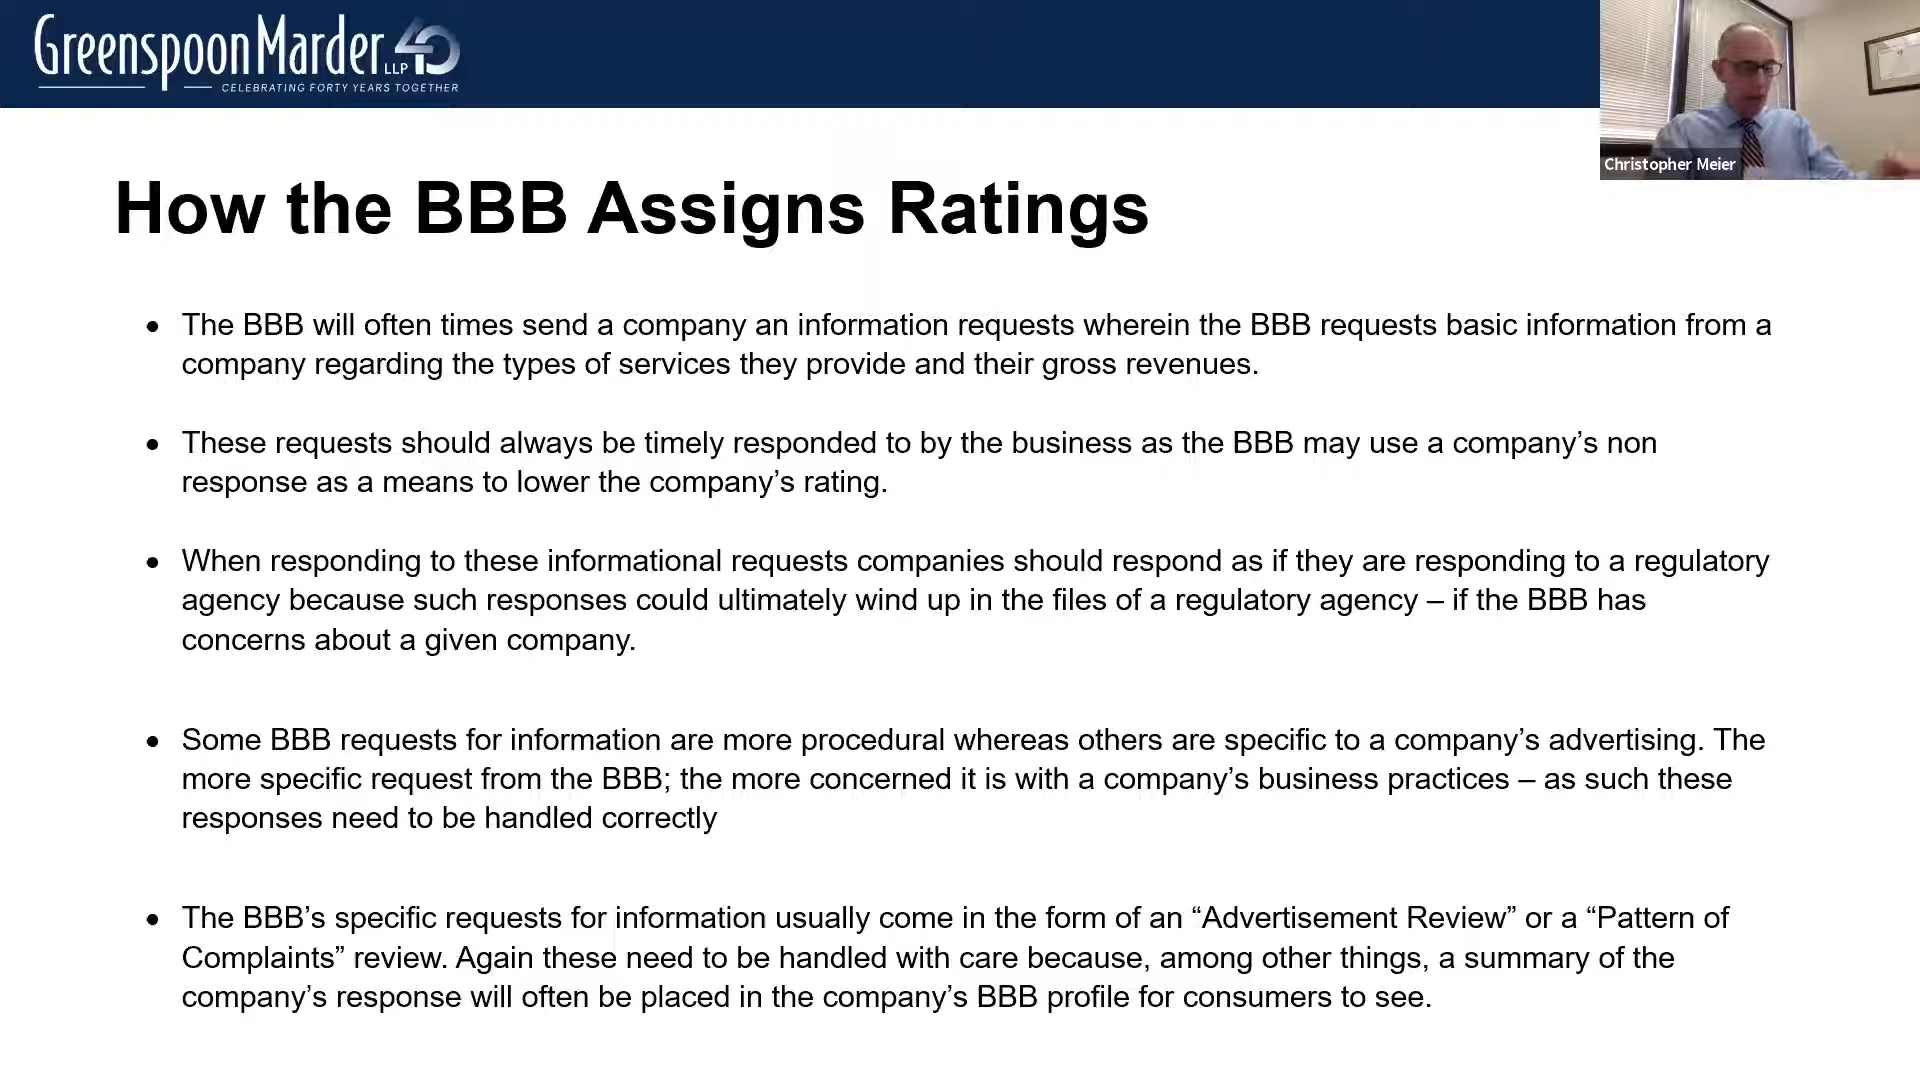 GreenspoonMarder LLP 40
CELEBRATING FORTY YEARS TOGETHER
Christopher Meier
How the BBB Assigns Ratings
• The BBB will often times send a company an information requests wherein the BBB requests basic information from a
company regarding the types of services they provide and their gross revenues.
• These requests should always be timely responded to by the business as the BBB may use a company’s non
response as a means to lower the company’s rating.
• When responding to these informational requests companies should respond as if they are responding to a regulatory
agency because such responses could ultimately wind up in the files of a regulatory agency – if the BBB has
concerns about a given company.
• Some BBB requests for information are more procedural whereas others are specific to a company’s advertising. The
more specific request from the BBB; the more concerned it is with a company’s business practices – as such these
responses need to be handled correctly
• The BBB’s specific requests for information usually come in the form of an “Advertisement Review” or a “Pattern of
Complaints” review. Again these need to be handled with care because, among other things, a summary of the
company’s response will often be placed in the company’s BBB profile for consumers to see.